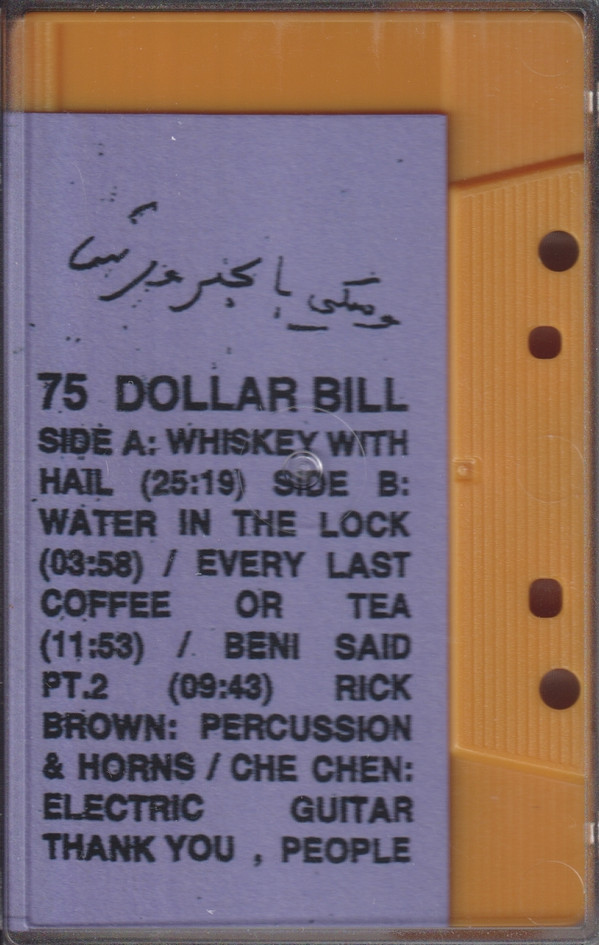 ویسکی با
75 DOLLAR BILL
SIDE A: WHISKEY WITH
HAIL (25:19) SIDE B:
WATER IN THE LOCK
(03:58) / EVERY LAST
COFFEE OR TEA
(11:53) / BENI SAID
PT.2 (09:43) RICK
BROWN: PERCUSSION
& HORNS / CHE CHEN:
ELECTRIC GUITAR
THANK YOU , PEOPLE